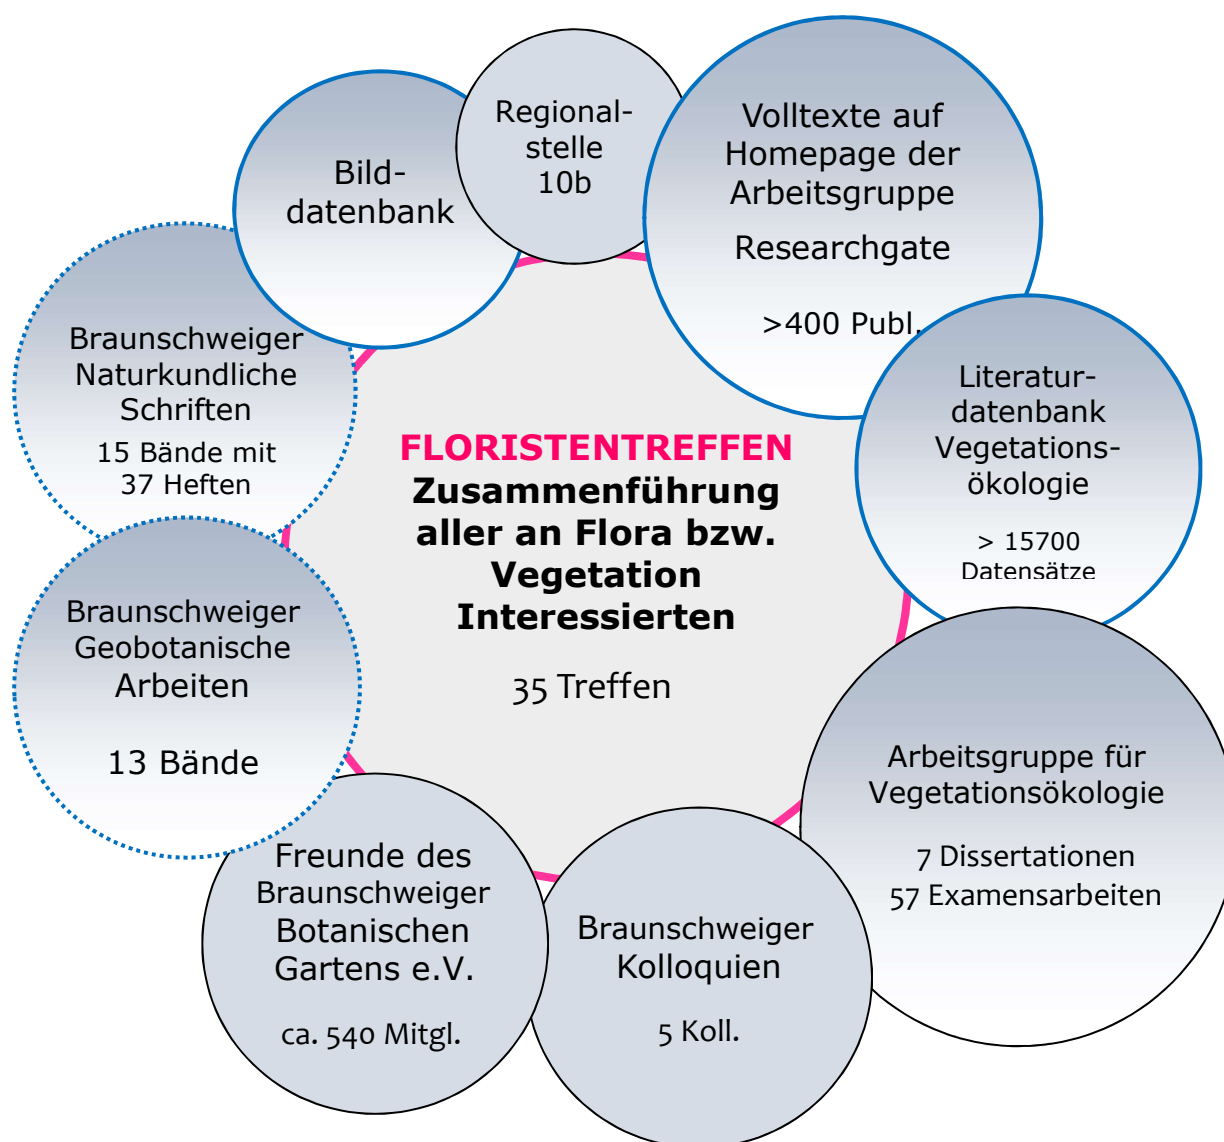 Regional-
stelle
10b
Volltexte auf
Homepage der
Arbeitsgruppe
Researchgate
>400 Publ.
Bild-
datenbank
Braunschweiger
Naturkundliche
Schriften
15 Bände mit
37 Heften
Literatur-
datenbank
Vegetations-
ökologie
> 15700
Datensätze
FLORISTENTREFFEN
Zusammenführung
aller an Flora bzw.
Vegetation
Interessierten
35 Treffen
Braunschweiger
Geobotanische
Arbeiten
13 Bände
Arbeitsgruppe für
Vegetationsökologie
7 Dissertationen
57 Examensarbeiten
Freunde des
Braunschweiger
Botanischen
Gartens e.V.
ca. 540 Mitgl.
Braunschweiger
Kolloquien
5 Koll.